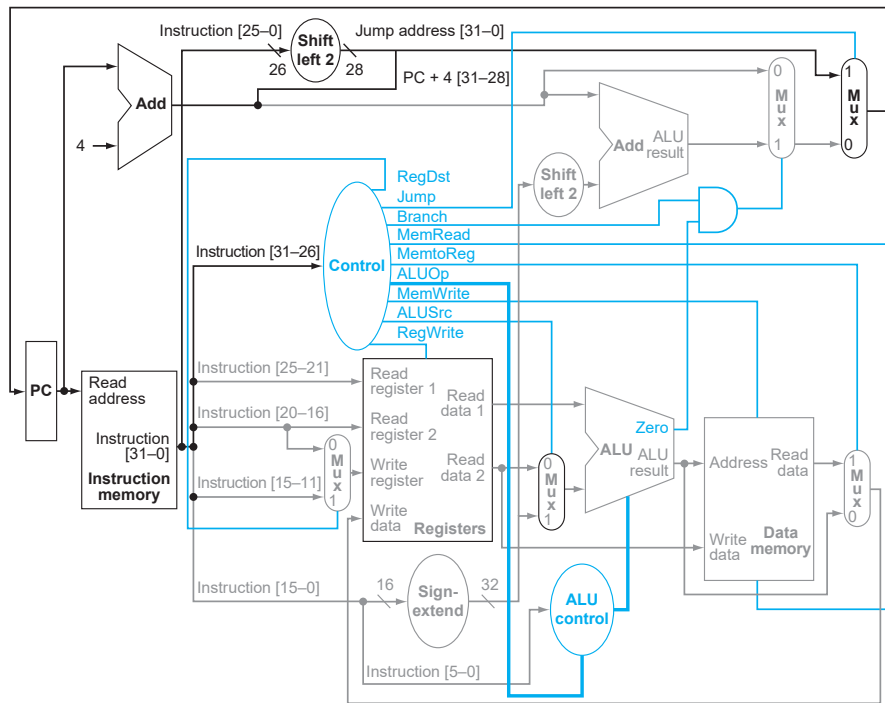 Instruction [25–0]
Shift
left 2
Jump address [31–0]
26
28
PC + 4 [31–28]
Add
4
0
M
u
x
1
1
M
u
x
0
Add
ALU
result
Shift
left 2
RegDst
Jump
Branch
MemRead
MemtoReg
ALUOp
MemWrite
ALUSrc
RegWrite
Instruction [31–26]
Control
PC
Read
address
Instruction
[31–0]
Instruction
memory
Instruction [25–21]
Instruction [20–16]
Instruction [15–11]
0
M
u
x
1
Read
register 1
Read
register 2
Write
register
Write
data
Read
data 1
Read
data 2
Registers
0
M
u
x
1
Zero
ALU
ALU
result
Address
Read
data
Write
data
Data
memory
1
M
u
x
0
Instruction [15–0]
16
Sign-
extend
32
ALU
control
Instruction [5–0]